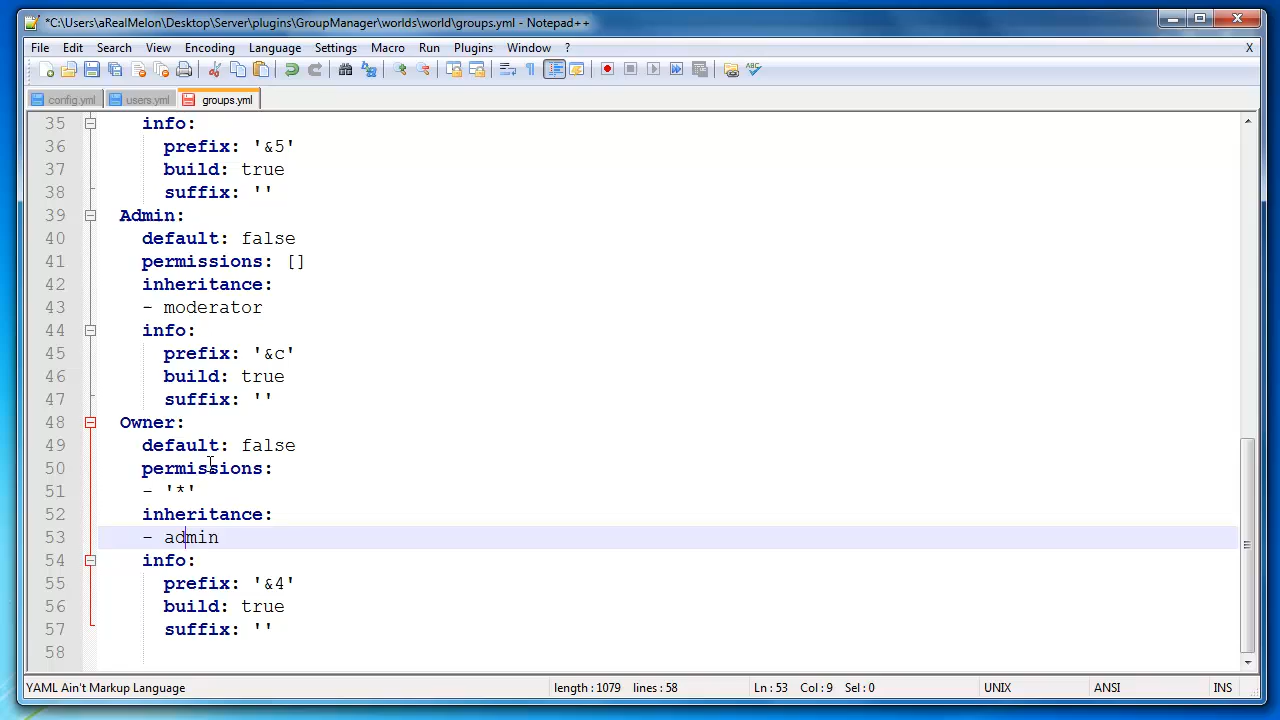 *C:\Users\aRealMelon\Desktop\Server\plugins\GroupManager\worlds\world\groups.yml - Notepad++
File Edit Search View Encoding Language Settings Macro Run Plugins Window ? X
config.yml users.yml groups.yml
35 info:
36 prefix: '&5'
37 build: true
38 suffix: ''
39 Admin:
40 default: false
41 permissions: []
42 inheritance:
43 - moderator
44 info:
45 prefix: '&c'
46 build: true
47 suffix: ''
48 Owner:
49 default: false
50 permissions:
51 - '*'
52 inheritance:
53 - admin
54 info:
55 prefix: '&4'
56 build: true
57 suffix: ''
58
YAML Ain't Markup Language length : 1079 lines : 58 Ln : 53 Col : 9 Sel : 0 UNIX ANSI INS